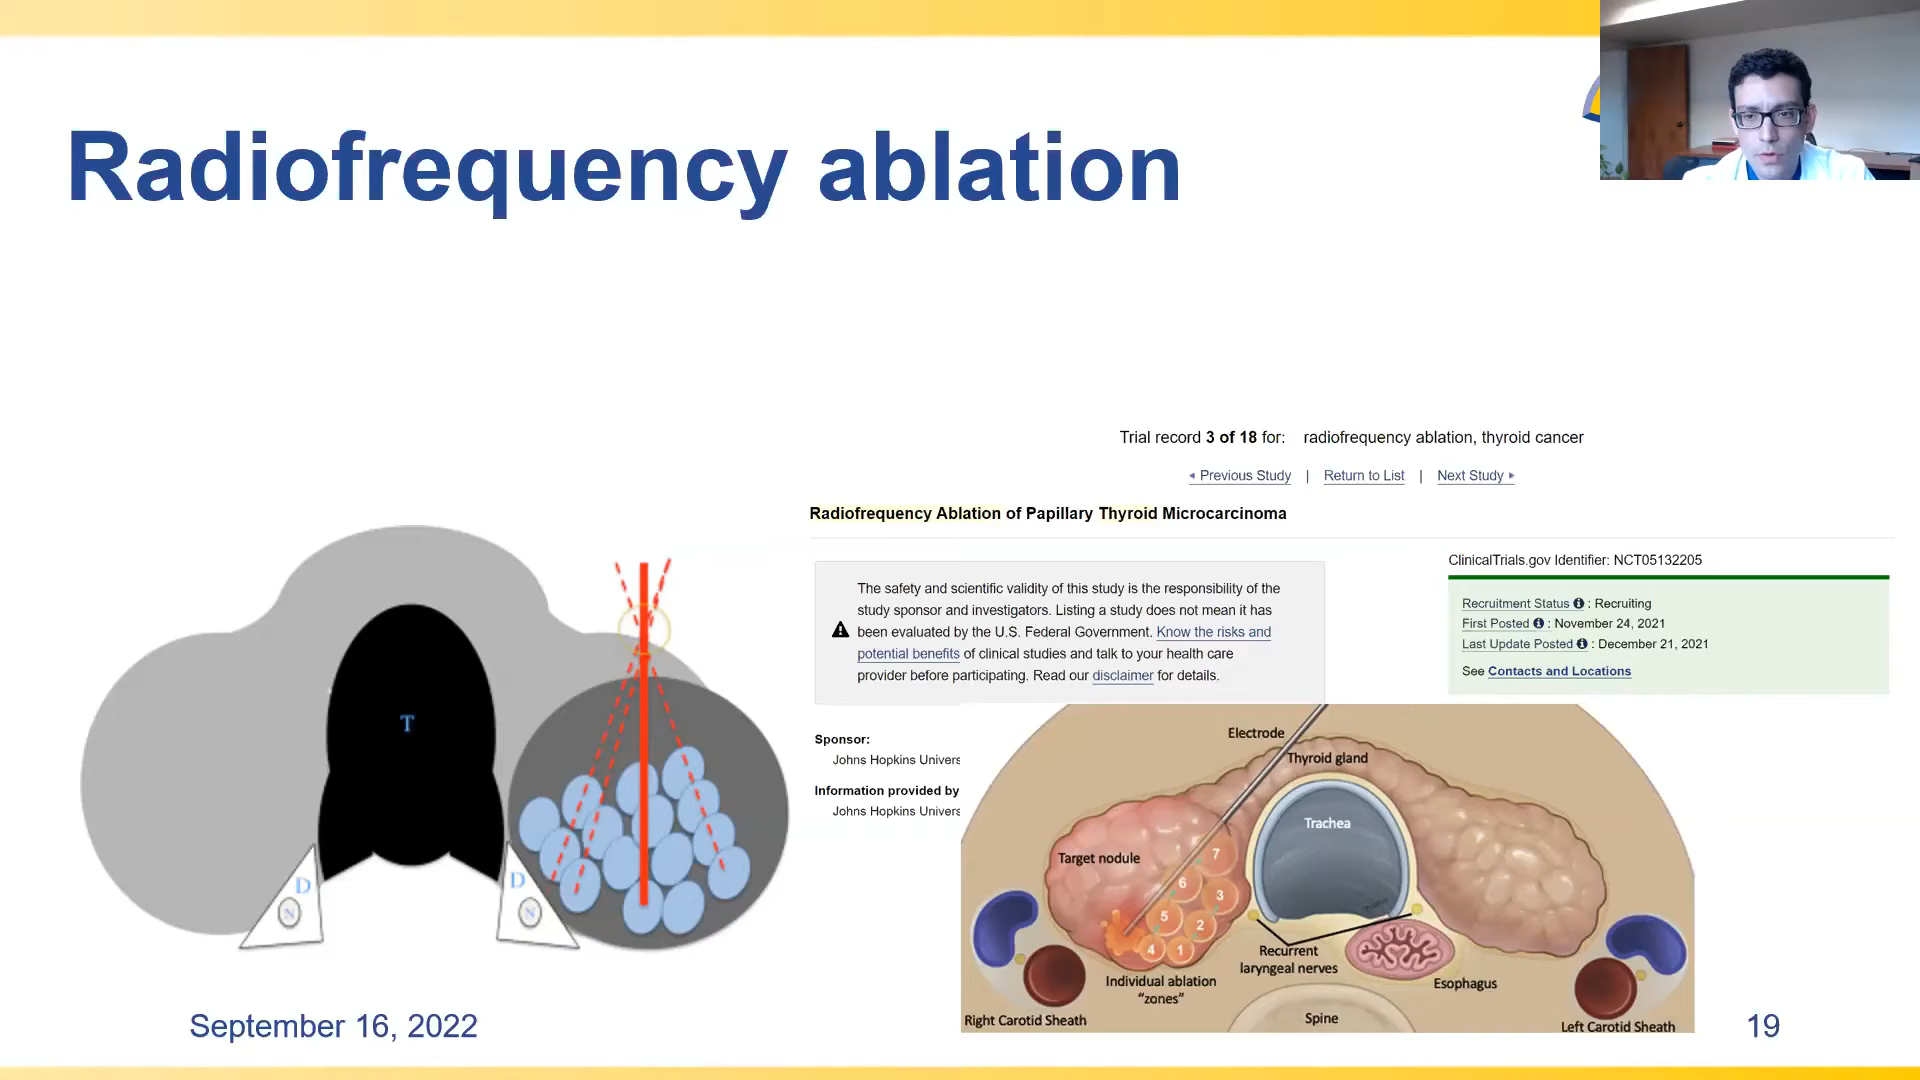 Radiofrequency ablation
Trial record 3 of 18 for: radiofrequency ablation, thyroid cancer
◂ Previous Study | Return to List | Next Study ▸
Radiofrequency Ablation of Papillary Thyroid Microcarcinoma
The safety and scientific validity of this study is the responsibility of the
study sponsor and investigators. Listing a study does not mean it has
been evaluated by the U.S. Federal Government. Know the risks and
potential benefits of clinical studies and talk to your health care
provider before participating. Read our disclaimer for details.
ClinicalTrials.gov Identifier: NCT05132205
Recruitment Status : Recruiting
First Posted : November 24, 2021
Last Update Posted : December 21, 2021
See Contacts and Locations
Sponsor:
Johns Hopkins Univers
Information provided by
Johns Hopkins Univers
T
D
N
D
N
Electrode
Thyroid gland
Trachea
Target nodule
7
6
3
5
2
4
1
Individual ablation
“zones”
Recurrent
laryngeal nerves
Esophagus
Spine
Right Carotid Sheath
Left Carotid Sheath
September 16, 2022
19